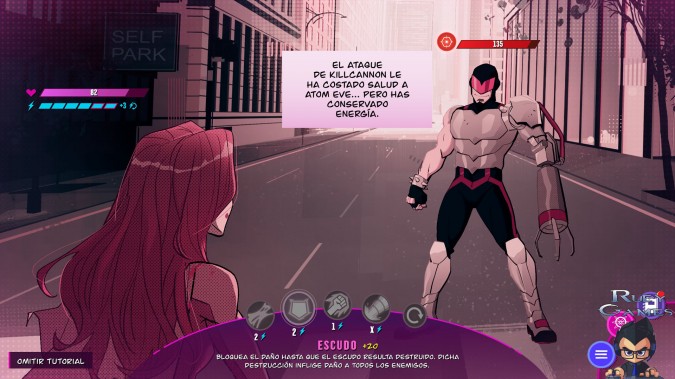 SELF
PARK
135
EL ATAQUE
DE KILLCANNON LE
HA COSTADO SALUD A
ATOM EVE... PERO HAS
CONSERVADO
ENERGÍA.
82
+3
2
2
1
X
ESCUDO +20
BLOQUEA EL DAÑO HASTA QUE EL ESCUDO RESULTA DESTRUIDO. DICHA
DESTRUCCIÓN INFLIGE DAÑO A TODOS LOS ENEMIGOS.
OMITIR TUTORIAL